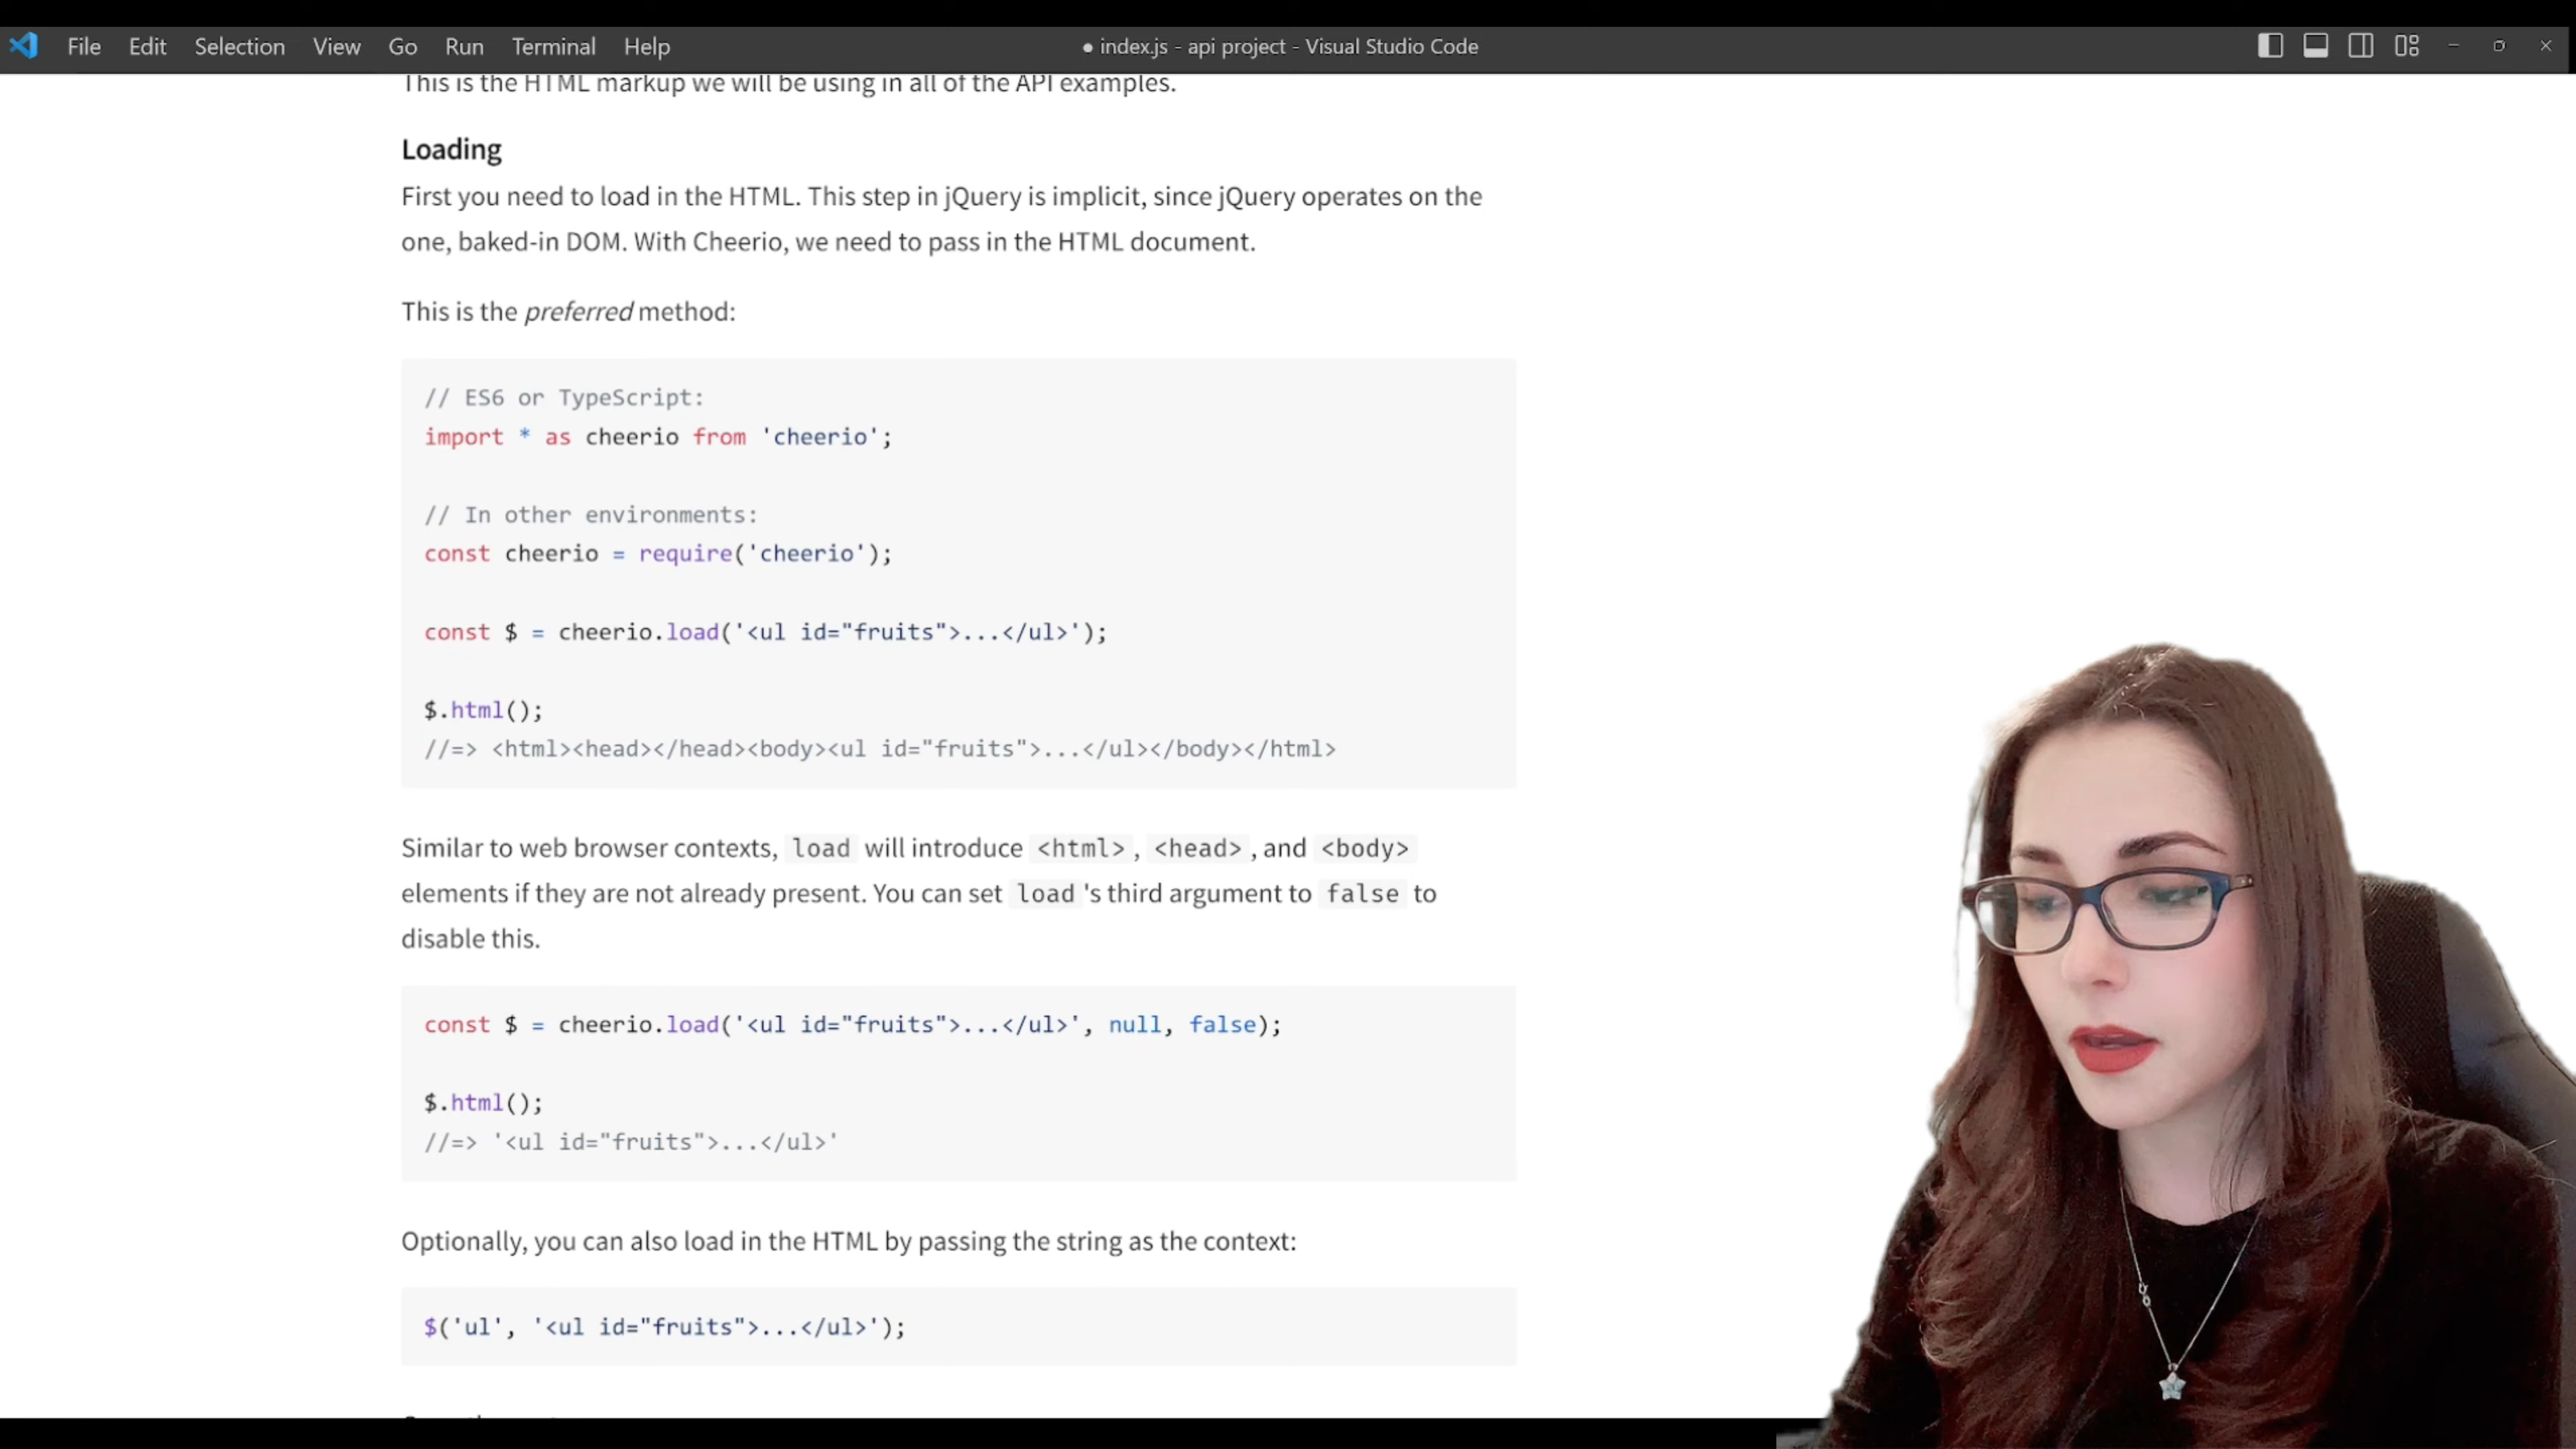 File Edit Selection View Go Run Terminal Help
● index.js - api project - Visual Studio Code
This is the HTML markup we will be using in all of the API examples.
Loading
First you need to load in the HTML. This step in jQuery is implicit, since jQuery operates on the
one, baked-in DOM. With Cheerio, we need to pass in the HTML document.
This is the preferred method:
// ES6 or TypeScript:
import * as cheerio from 'cheerio';
// In other environments:
const cheerio = require('cheerio');
const $ = cheerio.load('<ul id="fruits">...</ul>');
$.html();
//=> <html><head></head><body><ul id="fruits">...</ul></body></html>
Similar to web browser contexts, load will introduce <html>, <head>, and <body>
elements if they are not already present. You can set load's third argument to false to
disable this.
const $ = cheerio.load('<ul id="fruits">...</ul>', null, false);
$.html();
//=> '<ul id="fruits">...</ul>'
Optionally, you can also load in the HTML by passing the string as the context:
$('ul', '<ul id="fruits">...</ul>');